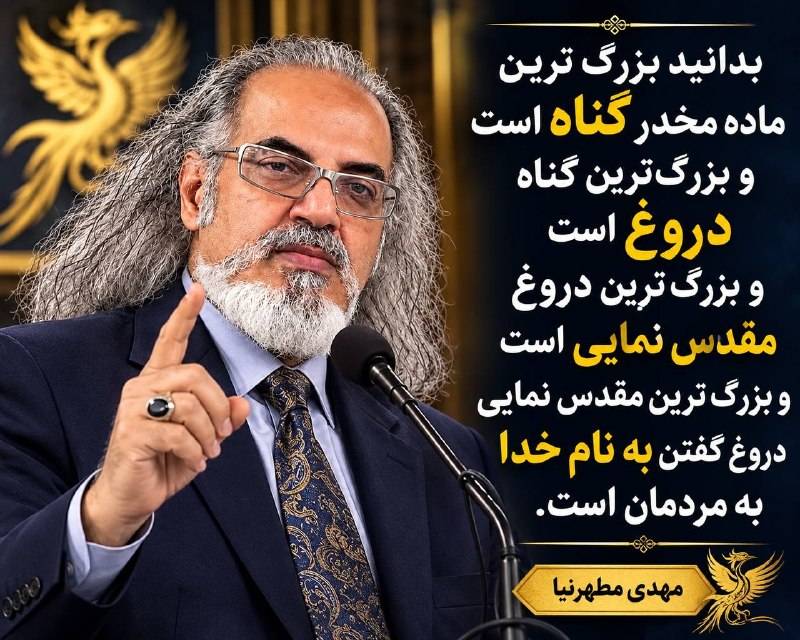 بدانید بزرگ ترین
ماده مخدر گناه است
و بزرگ‌ترین گناه
دروغ است
و بزرگ ترین دروغ
مقدس نمایی است
و بزرگ ترین مقدس نمایی
دروغ گفتن به نام خدا
به مردمان است.
مهدی مطهرنیا